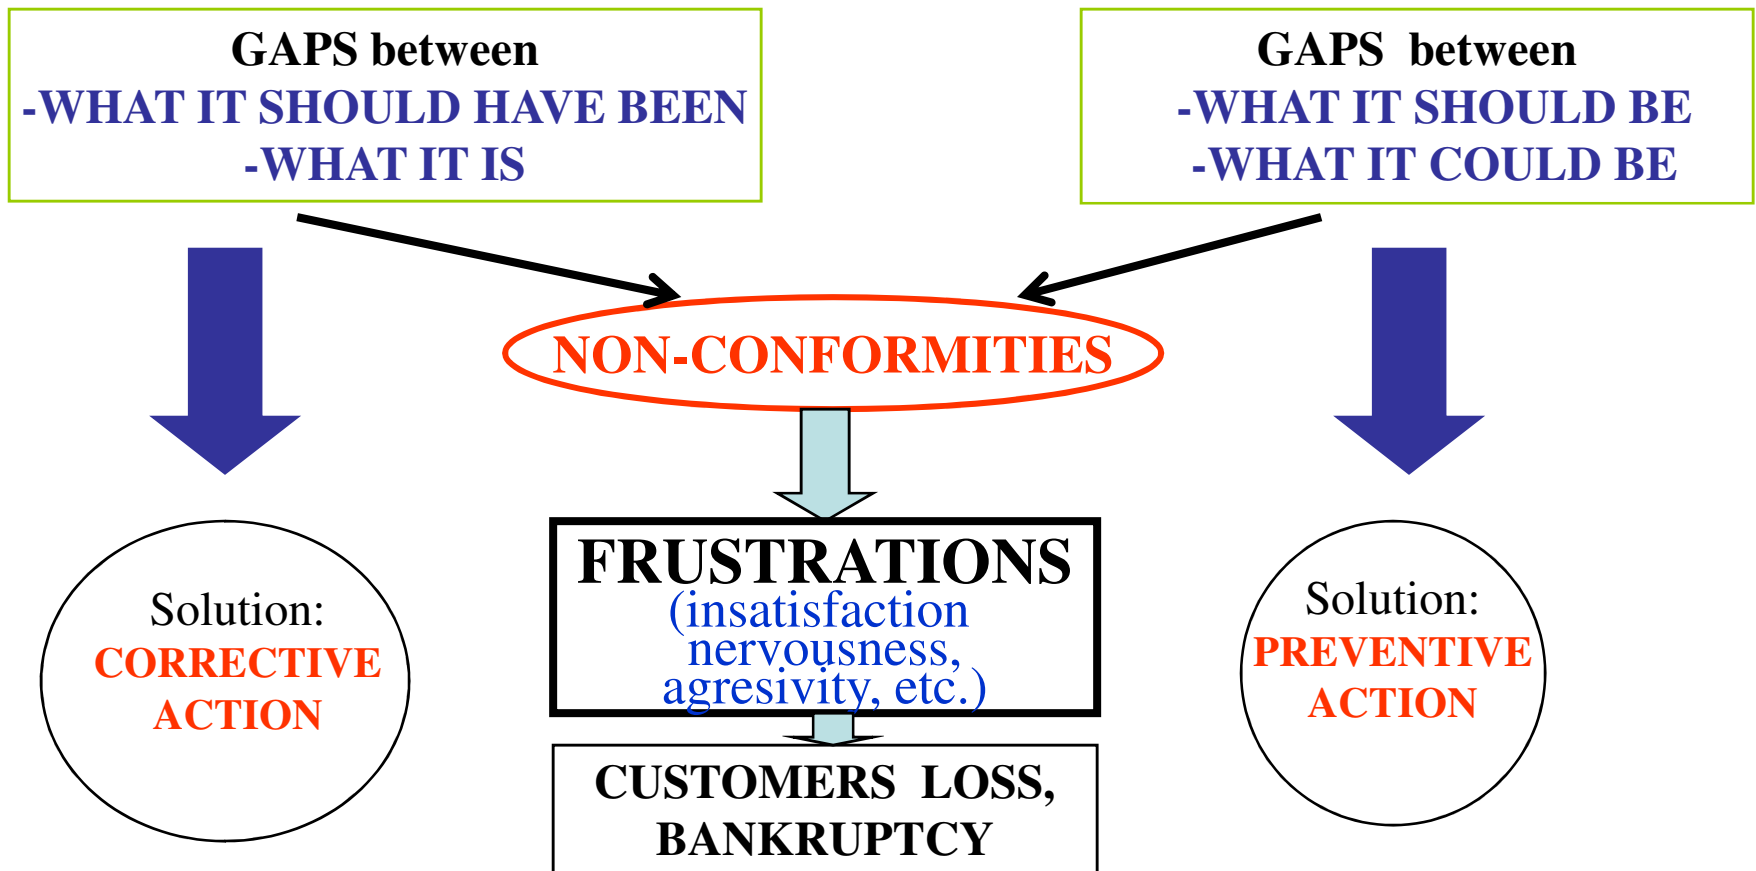 GAPS between
-WHAT IT SHOULD HAVE BEEN
-WHAT IT IS
GAPS between
-WHAT IT SHOULD BE
-WHAT IT COULD BE
NON-CONFORMITIES
Solution:
CORRECTIVE
ACTION
FRUSTRATIONS
(insatisfaction
nervousness,
agresivity, etc.)
Solution:
PREVENTIVE
ACTION
CUSTOMERS LOSS,
BANKRUPTCY